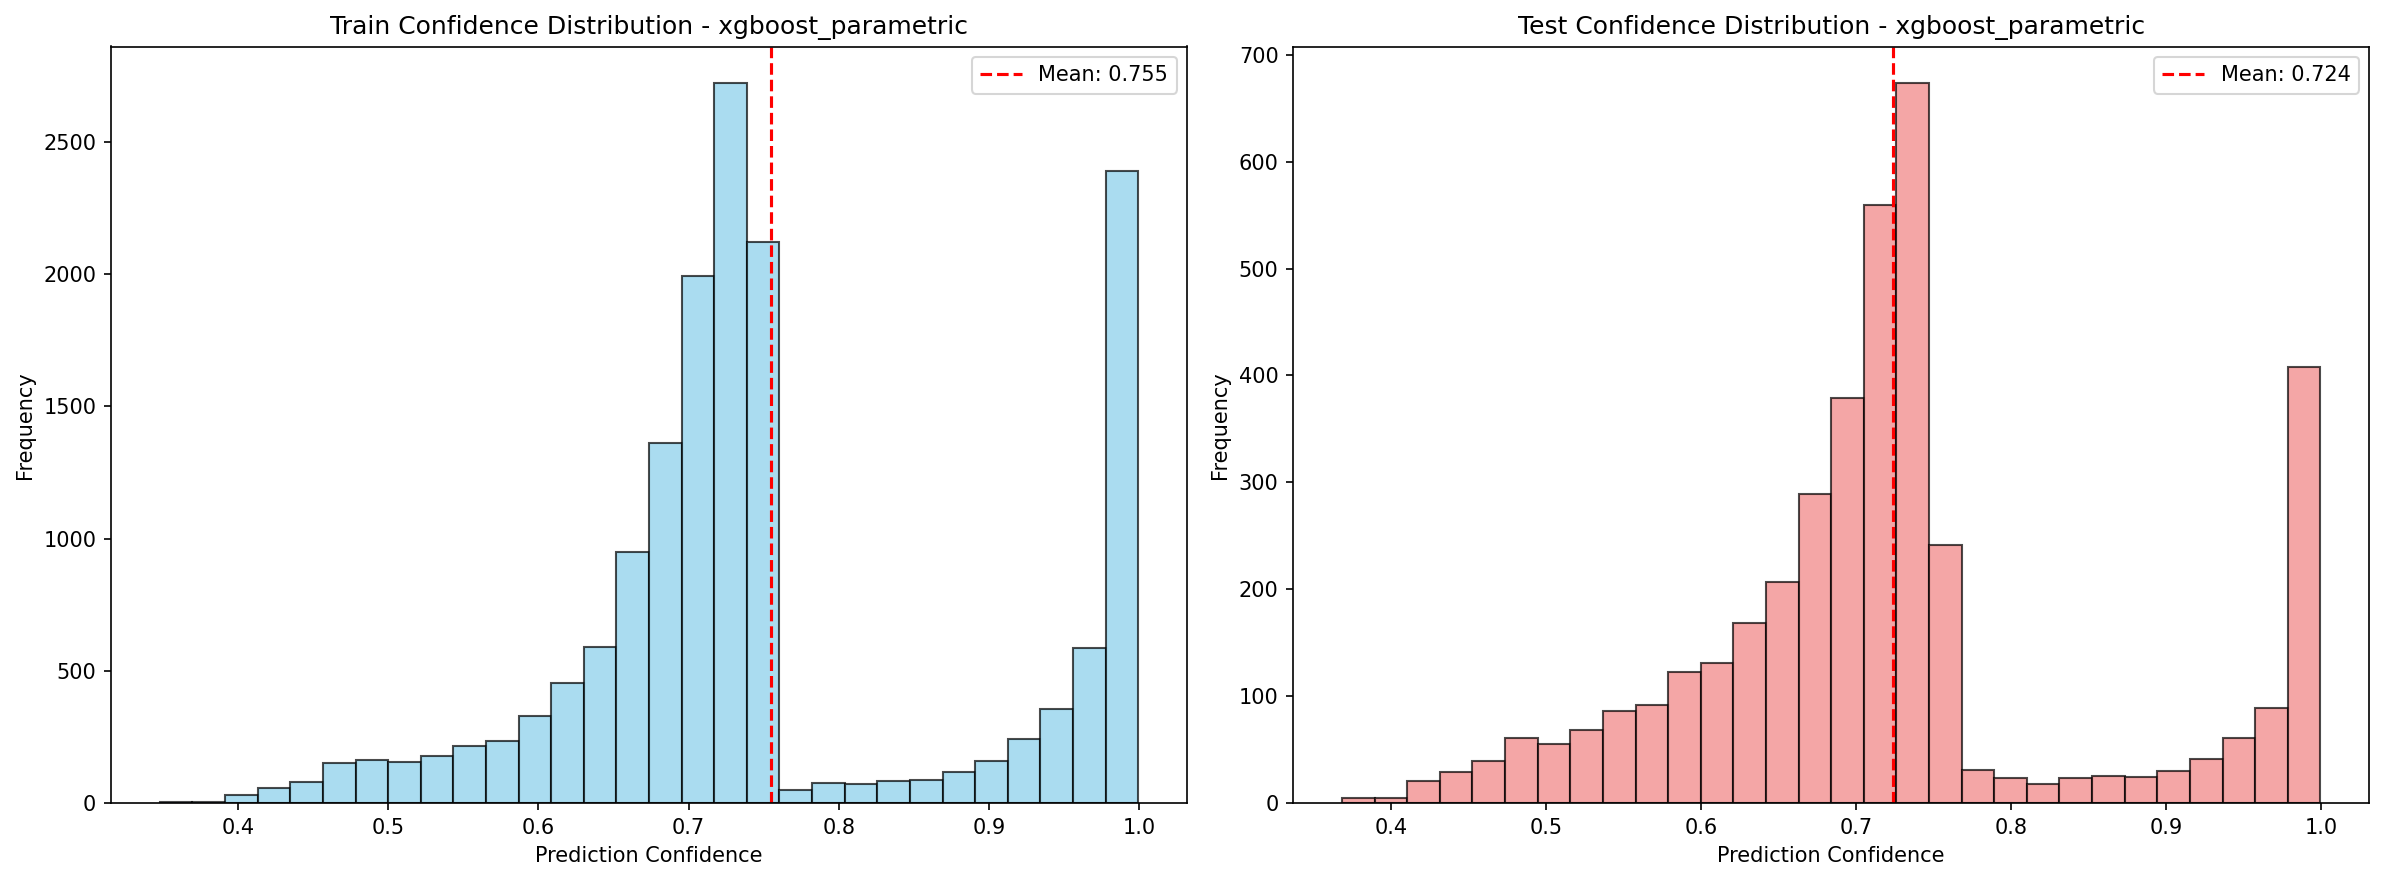 Train Confidence Distribution - xgboost_parametric
Mean: 0.755
Frequency
2500
2000
1500
1000
500
0
0.4 0.5 0.6 0.7 0.8 0.9 1.0
Prediction Confidence
Test Confidence Distribution - xgboost_parametric
Mean: 0.724
Frequency
700
600
500
400
300
200
100
0
0.4 0.5 0.6 0.7 0.8 0.9 1.0
Prediction Confidence